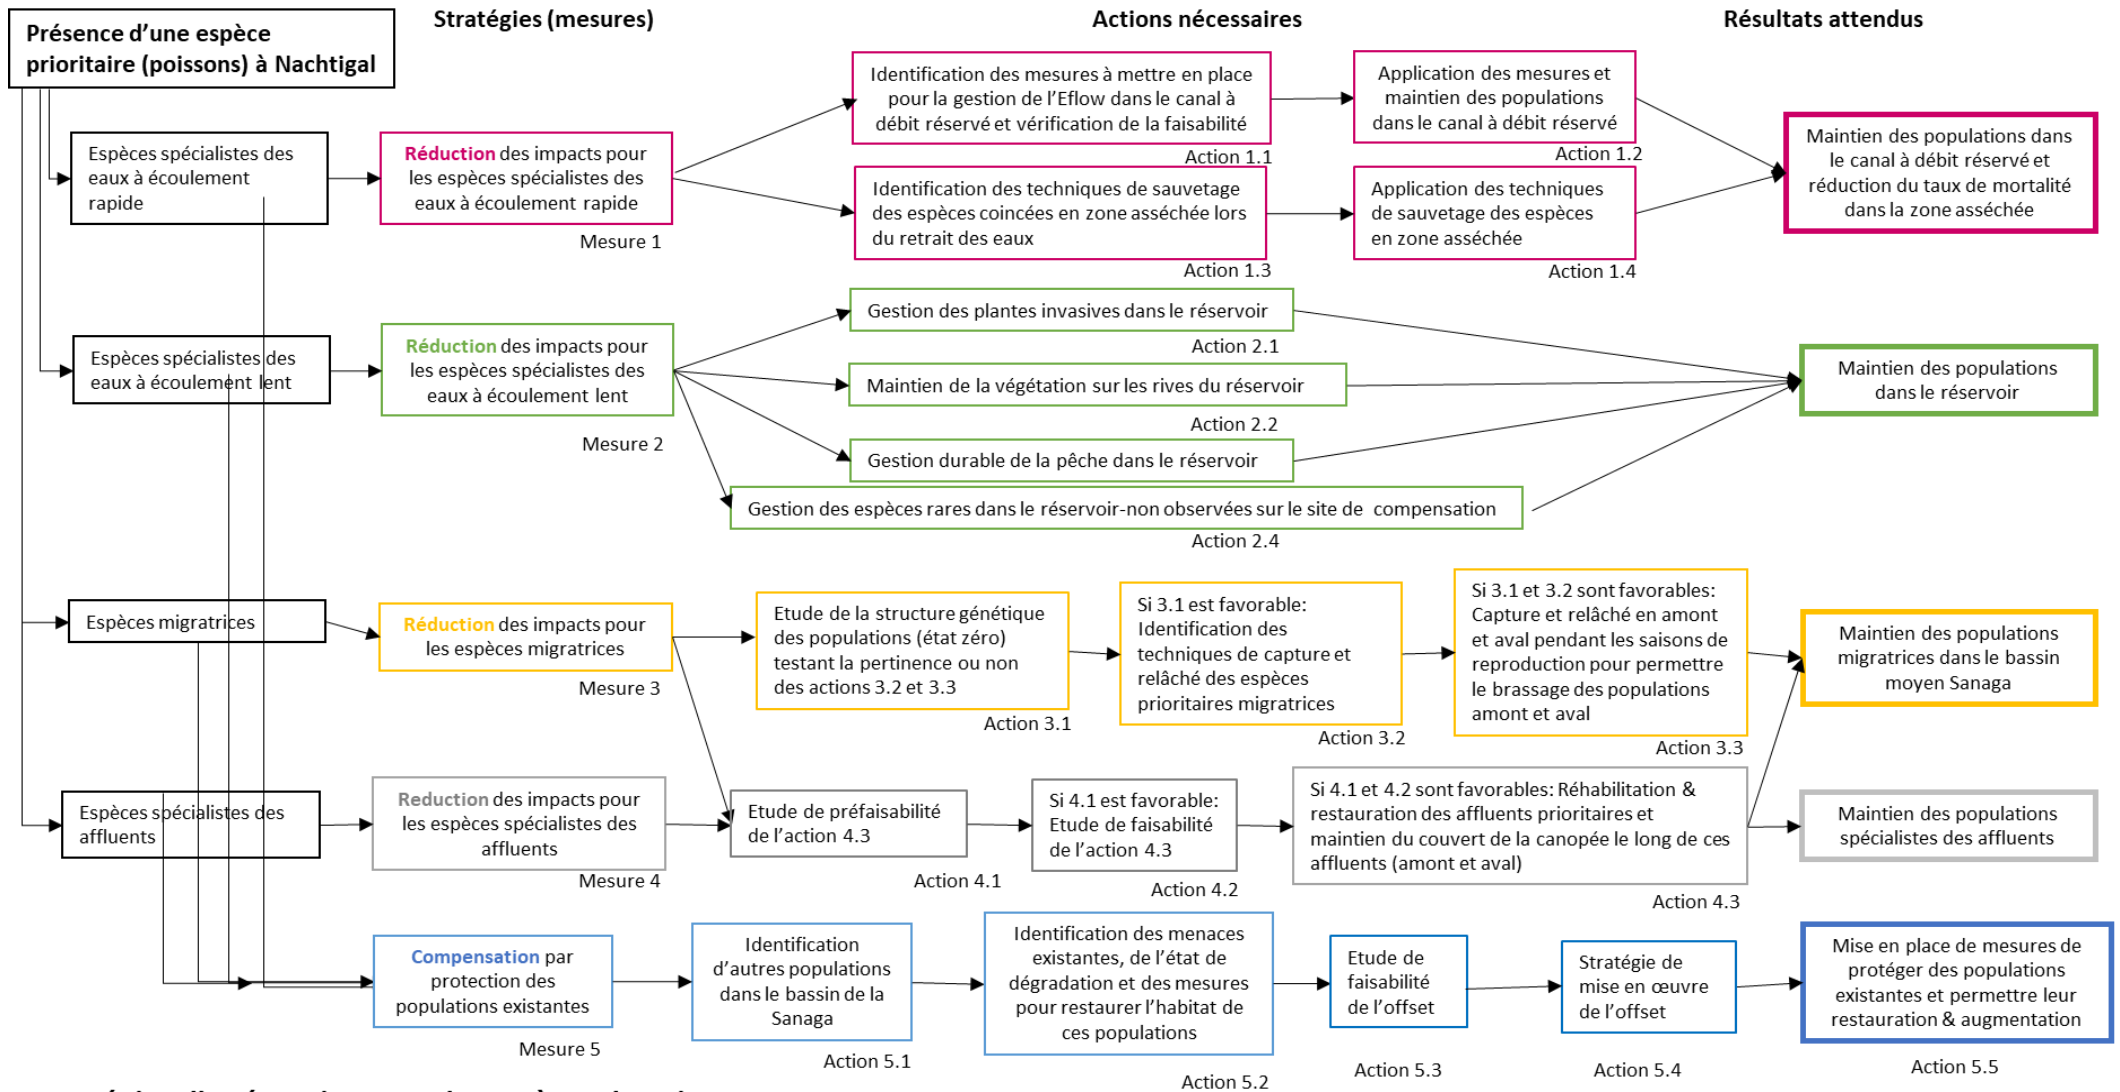 Stratégies (mesures)
Actions nécessaires
Résultats attendus
Présence d'une espèce
prioritaire (poissons) à Nachtigal
Espèces spécialistes des
eaux à écoulement
rapide
Réduction des impacts pour
les espèces spécialistes des
eaux à écoulement rapide
Mesure 1
Identification des mesures à mettre en place
pour la gestion de l'Eflow dans le canal à
débit réservé et vérification de la faisabilité
Action 1.1
Application des mesures et
maintien des populations
dans le canal à débit réservé
Action 1.2
Identification des techniques de sauvetage
des espèces coincées en zone asséchée lors
du retrait des eaux
Action 1.3
Application des techniques
de sauvetage des espèces
en zone asséchée
Action 1.4
Maintien des populations dans
le canal à débit réservé et
réduction du taux de mortalité
dans la zone asséchée
Espèces spécialistes des
eaux à écoulement lent
Réduction des impacts pour
les espèces spécialistes des
eaux à écoulement lent
Mesure 2
Gestion des plantes invasives dans le réservoir
Action 2.1
Maintien de la végétation sur les rives du réservoir
Action 2.2
Gestion durable de la pêche dans le réservoir
Gestion des espèces rares dans le réservoir-non observées sur le site de compensation
Action 2.4
Maintien des populations
dans le réservoir
Espèces migratrices
Réduction des impacts pour
les espèces migratrices
Mesure 3
Etude de la structure génétique
des populations (état zéro)
testant la pertinence ou non
des actions 3.2 et 3.3
Action 3.1
Si 3.1 est favorable:
Identification des
techniques de capture et
relâché des espèces
prioritaires migratrices
Action 3.2
Si 3.1 et 3.2 sont favorables:
Capture et relâché en amont
et aval pendant les saisons de
reproduction pour permettre
le brassage des populations
amont et aval
Action 3.3
Maintien des populations
migratrices dans le bassin
moyen Sanaga
Espèces spécialistes des
affluents
Reduction des impacts pour
les espèces spécialistes des
affluents
Mesure 4
Etude de préfaisabilité
de l'action 4.3
Action 4.1
Si 4.1 est favorable:
Etude de faisabilité
de l'action 4.3
Action 4.2
Si 4.1 et 4.2 sont favorables: Réhabilitation &
restauration des affluents prioritaires et
maintien du couvert de la canopée le long de ces
affluents (amont et aval)
Action 4.3
Maintien des populations
spécialistes des affluents
Compensation par
protection des
populations existantes
Mesure 5
Identification
d'autres populations
dans le bassin de la
Sanaga
Action 5.1
Identification des menaces
existantes, de l'état de
dégradation et des mesures
pour restaurer l'habitat de
ces populations
Action 5.2
Etude de
faisabilité
de l'offset
Action 5.3
Stratégie de
mise en œuvre
de l'offset
Action 5.4
Mise en place de mesures de
protéger des populations
existantes et permettre leur
restauration & augmentation
Action 5.5